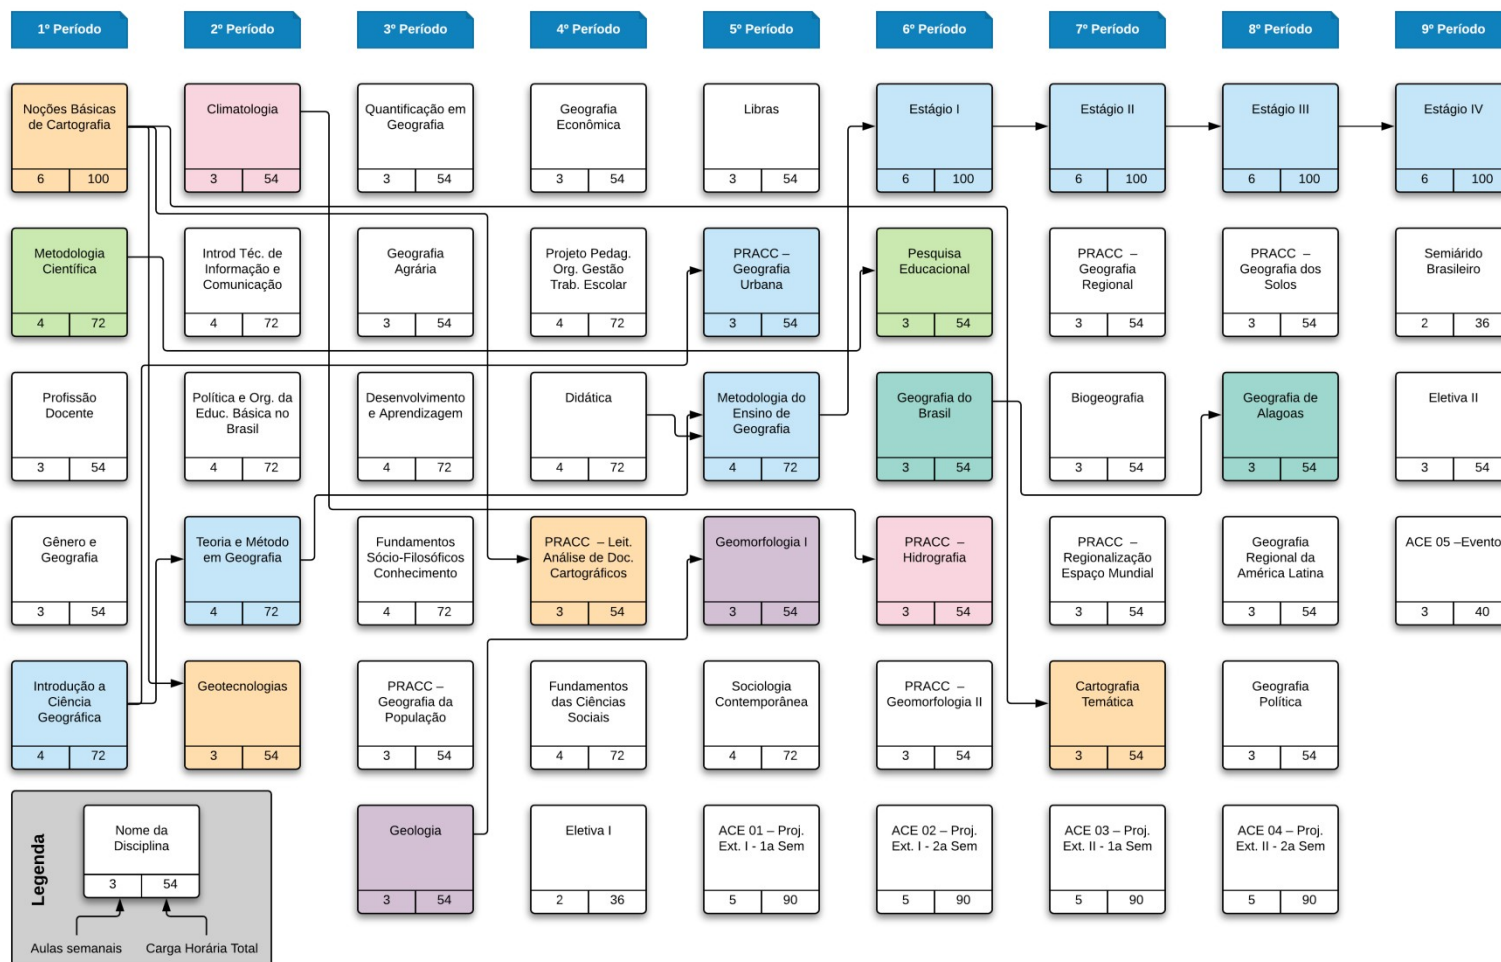 1º Período
2º Período
3º Período
4º Período
5º Período
6º Período
7º Período
8º Período
9º Período
Noções Básicas
de Cartografia
6 100
Climatologia
3 54
Quantificação em
Geografia
3 54
Geografia
Econômica
3 54
Libras
3 54
Estágio I
6 100
Estágio II
6 100
Estágio III
6 100
Estágio IV
6 100
Metodologia
Científica
4 72
Introd Téc. de
Informação e
Comunicação
4 72
Geografia
Agrária
3 54
Projeto Pedag.
Org. Gestão
Trab. Escolar
4 72
PRACC –
Geografia
Urbana
3 54
Pesquisa
Educacional
3 54
PRACC –
Geografia
Regional
3 54
PRACC –
Geografia dos
Solos
3 54
Semiárido
Brasileiro
2 36
Profissão
Docente
3 54
Política e Org. da
Educ. Básica no
Brasil
4 72
Desenvolvimento
e Aprendizagem
4 72
Didática
4 72
Metodologia do
Ensino de
Geografia
4 72
Geografia do
Brasil
3 54
Biogeografia
3 54
Geografia de
Alagoas
3 54
Eletiva II
3 54
Gênero e
Geografia
3 54
Teoria e Método
em Geografia
4 72
Fundamentos
Sócio-Filosóficos
Conhecimento
4 72
PRACC – Leit.
Análise de Doc.
Cartográficos
3 54
Geomorfologia I
3 54
PRACC –
Hidrografia
3 54
PRACC –
Regionalização
Espaço Mundial
3 54
Geografia
Regional da
América Latina
3 54
ACE 05 –Evento
3 40
Introdução a
Ciência
Geográfica
4 72
Geotecnologias
3 54
PRACC –
Geografia da
População
3 54
Fundamentos
das Ciências
Sociais
4 72
Sociologia
Contemporânea
4 72
PRACC –
Geomorfologia II
3 54
Cartografia
Temática
3 54
Geografia
Política
3 54
Legenda
Nome da
Disciplina
3 54
Aulas semanais Carga Horária Total
Geologia
3 54
Eletiva I
2 36
ACE 01 – Proj.
Ext. I - 1a Sem
5 90
ACE 02 – Proj.
Ext. I - 2a Sem
5 90
ACE 03 – Proj.
Ext. II - 1a Sem
5 90
ACE 04 – Proj.
Ext. II - 2a Sem
5 90